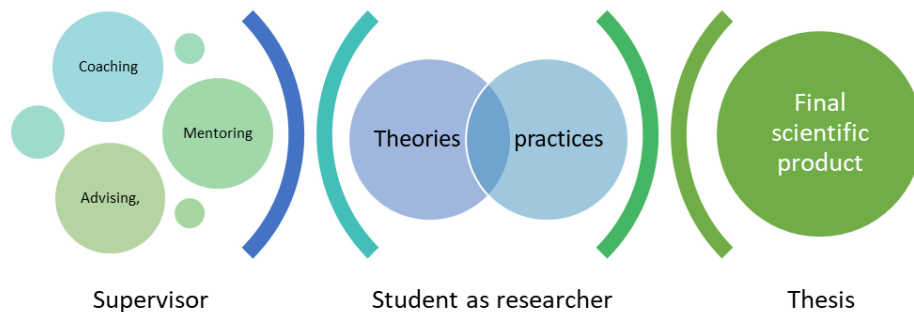 Coaching
Mentoring
Advising,
Theories
practices
Final
scientific
product
Supervisor
Student as researcher
Thesis